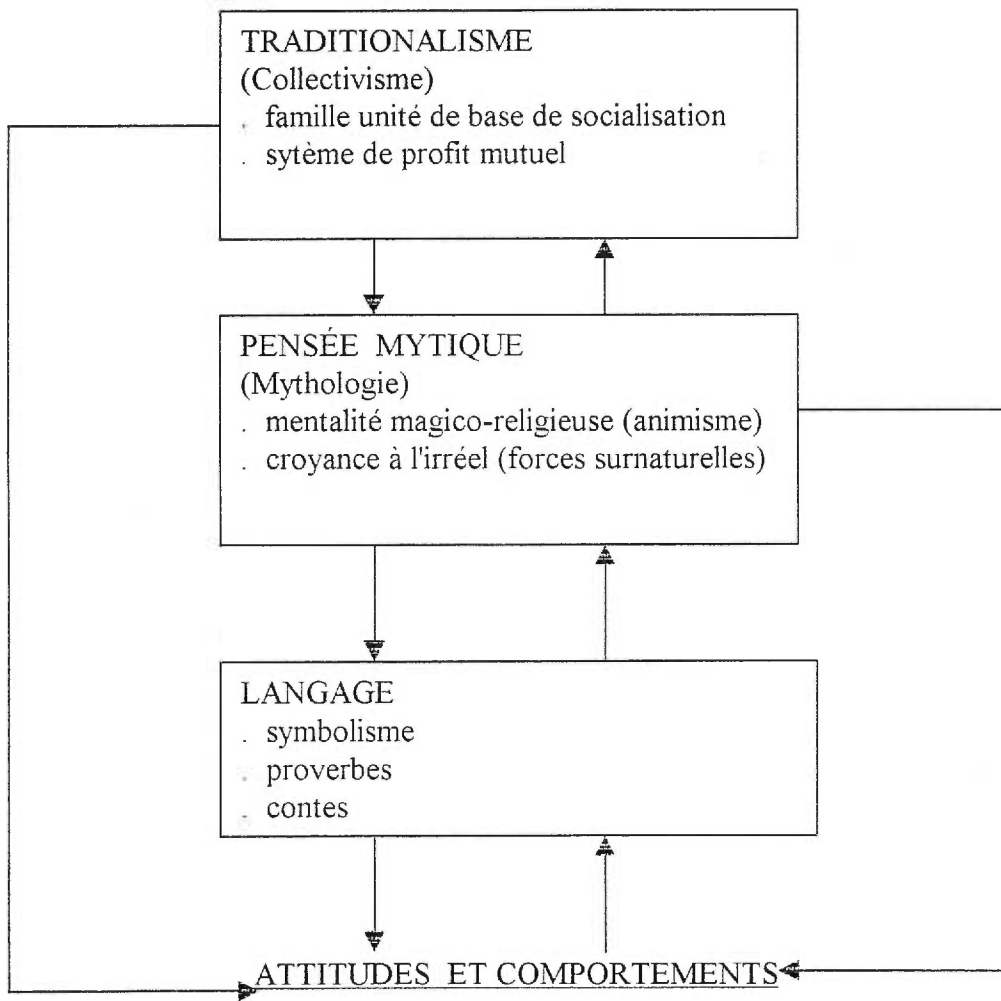 TRADITIONALISME
(Collectivisme)
. famille unité de base de socialisation
. sytème de profit mutuel
PENSÉE MYTIQUE
(Mythologie)
. mentalité magico-religieuse (animisme)
. croyance à l'irréel (forces surnaturelles)
LANGAGE
. symbolisme
. proverbes
. contes
ATTITUDES ET COMPORTEMENTS